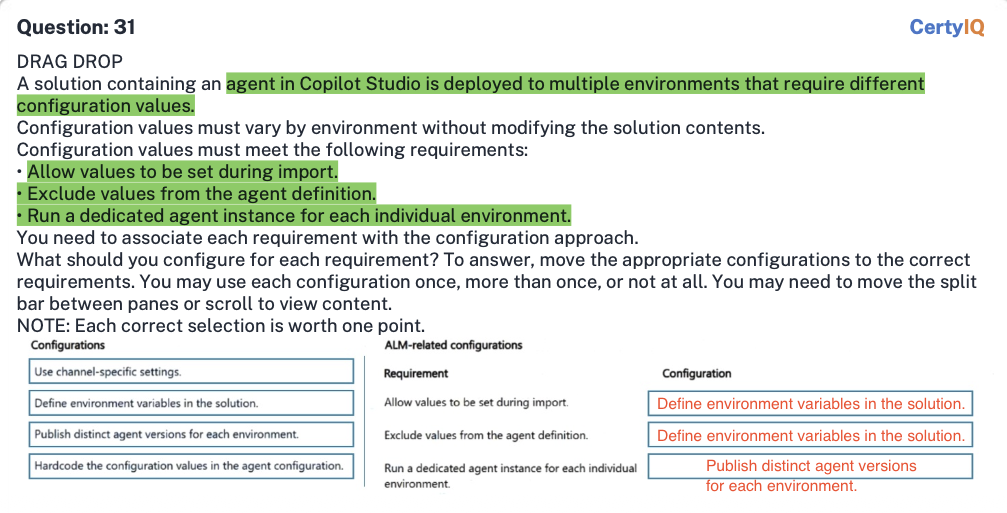 Question: 31
CertyIQ
DRAG DROP
A solution containing an agent in Copilot Studio is deployed to multiple environments that require different
configuration values.
Configuration values must vary by environment without modifying the solution contents.
Configuration values must meet the following requirements:
• Allow values to be set during import.
• Exclude values from the agent definition.
• Run a dedicated agent instance for each individual environment.
You need to associate each requirement with the configuration approach.
What should you configure for each requirement? To answer, move the appropriate configurations to the correct
requirements. You may use each configuration once, more than once, or not at all. You may need to move the split
bar between panes or scroll to view content.
NOTE: Each correct selection is worth one point.
Configurations
Use channel-specific settings.
Define environment variables in the solution.
Publish distinct agent versions for each environment.
Hardcode the configuration values in the agent configuration.
ALM-related configurations
Requirement
Configuration
Allow values to be set during import.
Define environment variables in the solution.
Exclude values from the agent definition.
Define environment variables in the solution.
Run a dedicated agent instance for each individual
environment.
Publish distinct agent versions
for each environment.